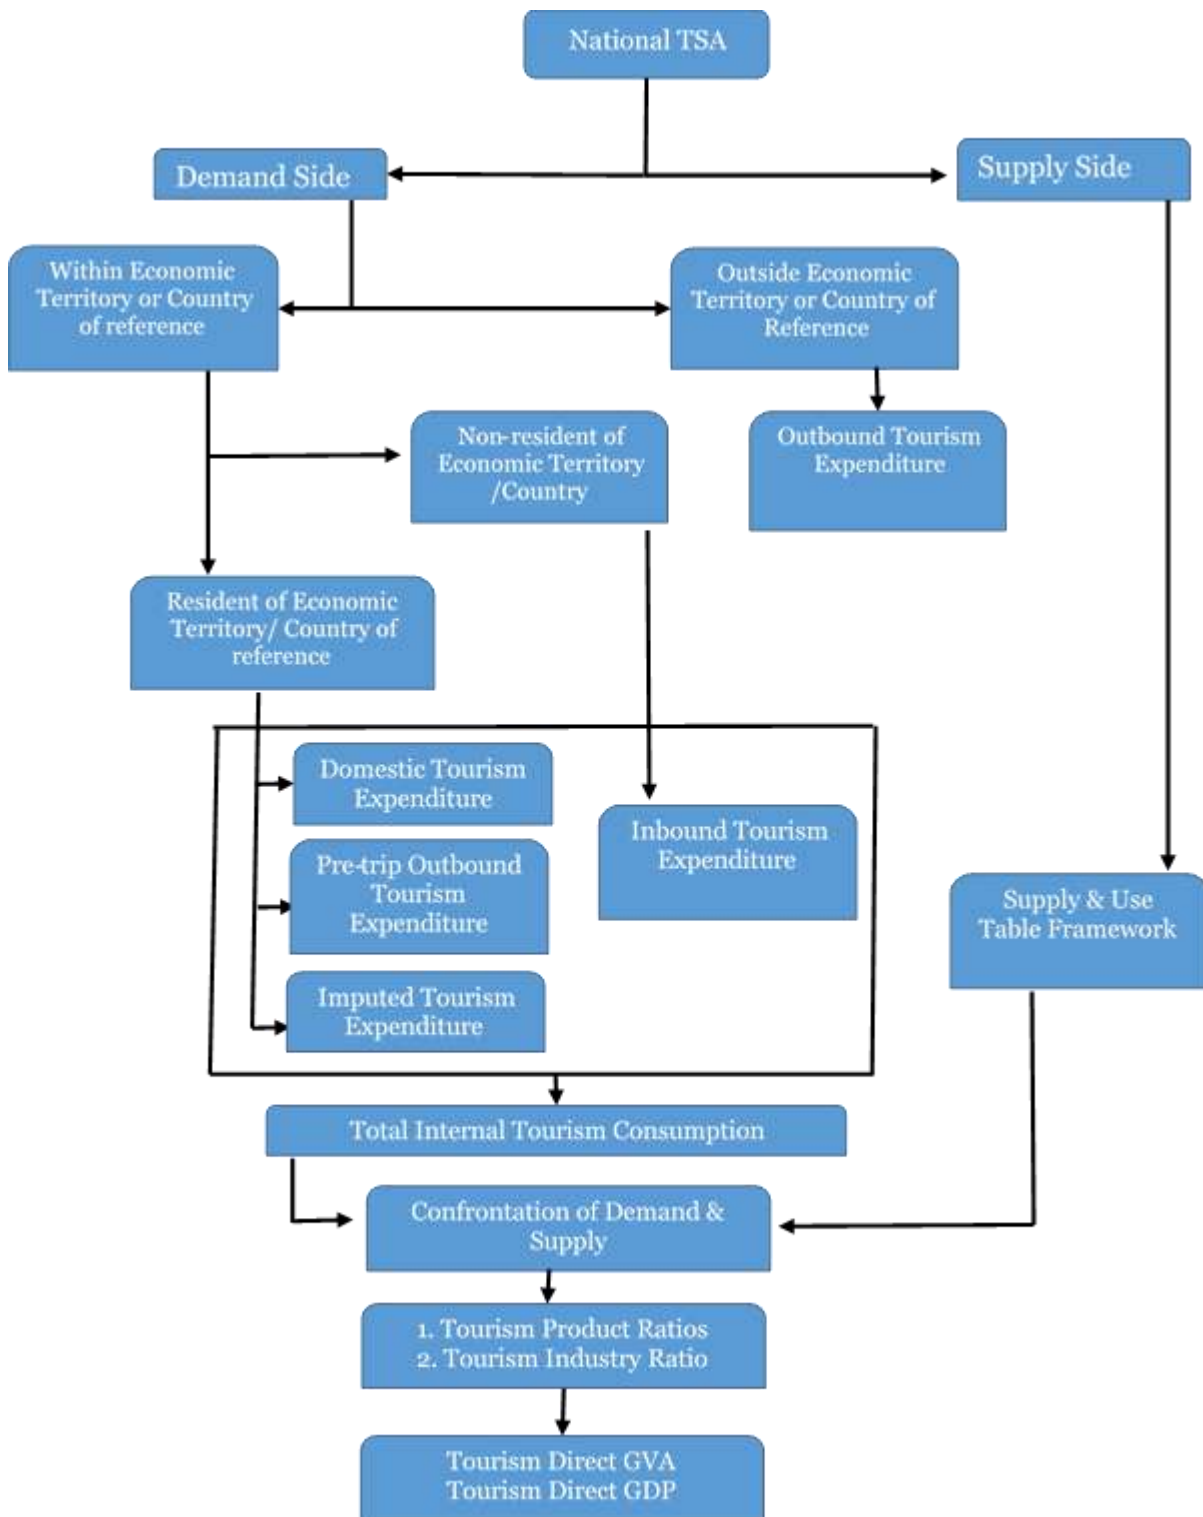 National TSA
Demand Side
Supply Side
Within Economic
Territory or Country
of reference
Outside Economic
Territory or Country of
Reference
Non-resident of
Economic Territory
/Country
Outbound Tourism
Expenditure
Resident of Economic
Territory/ Country of
reference
Domestic Tourism
Expenditure
Inbound Tourism
Expenditure
Pre-trip Outbound
Tourism
Expenditure
Supply & Use
Table Framework
Imputed Tourism
Expenditure
Total Internal Tourism Consumption
Confrontation of Demand &
Supply
1. Tourism Product Ratios
2. Tourism Industry Ratio
Tourism Direct GVA
Tourism Direct GDP